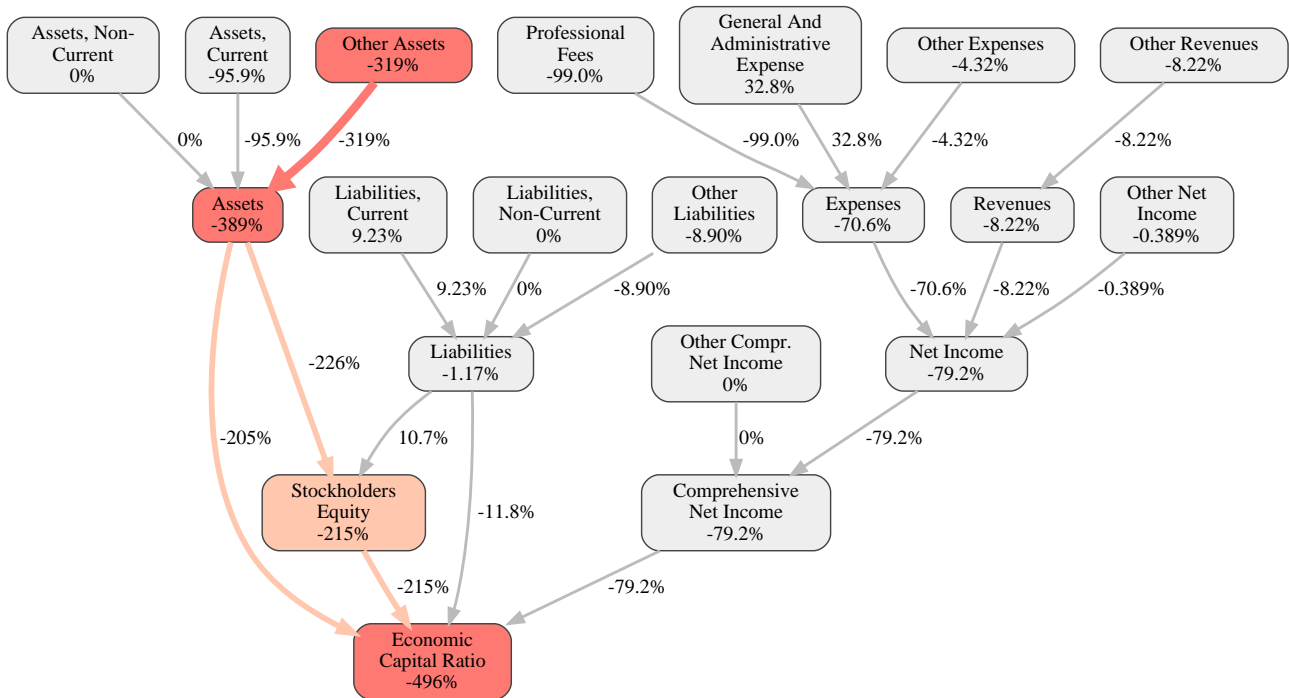 Assets, Non-
Current
0%
Assets,
Current
-95.9%
Other Assets
-319%
Professional
Fees
-99.0%
General And
Administrative
Expense
32.8%
Other Expenses
-4.32%
Other Revenues
-8.22%
0%
-95.9%
-319%
-99.0%
32.8%
-4.32%
-8.22%
Assets
-389%
Liabilities,
Current
9.23%
Liabilities,
Non-Current
0%
Other
Liabilities
-8.90%
Expenses
-70.6%
Revenues
-8.22%
Other Net
Income
-0.389%
9.23%
0%
-8.90%
-70.6%
-8.22%
-0.389%
-226%
Liabilities
-1.17%
Other Compr.
Net Income
0%
Net Income
-79.2%
-205%
10.7%
0%
-79.2%
Stockholders
Equity
-215%
-11.8%
Comprehensive
Net Income
-79.2%
-215%
-79.2%
Economic
Capital Ratio
-496%